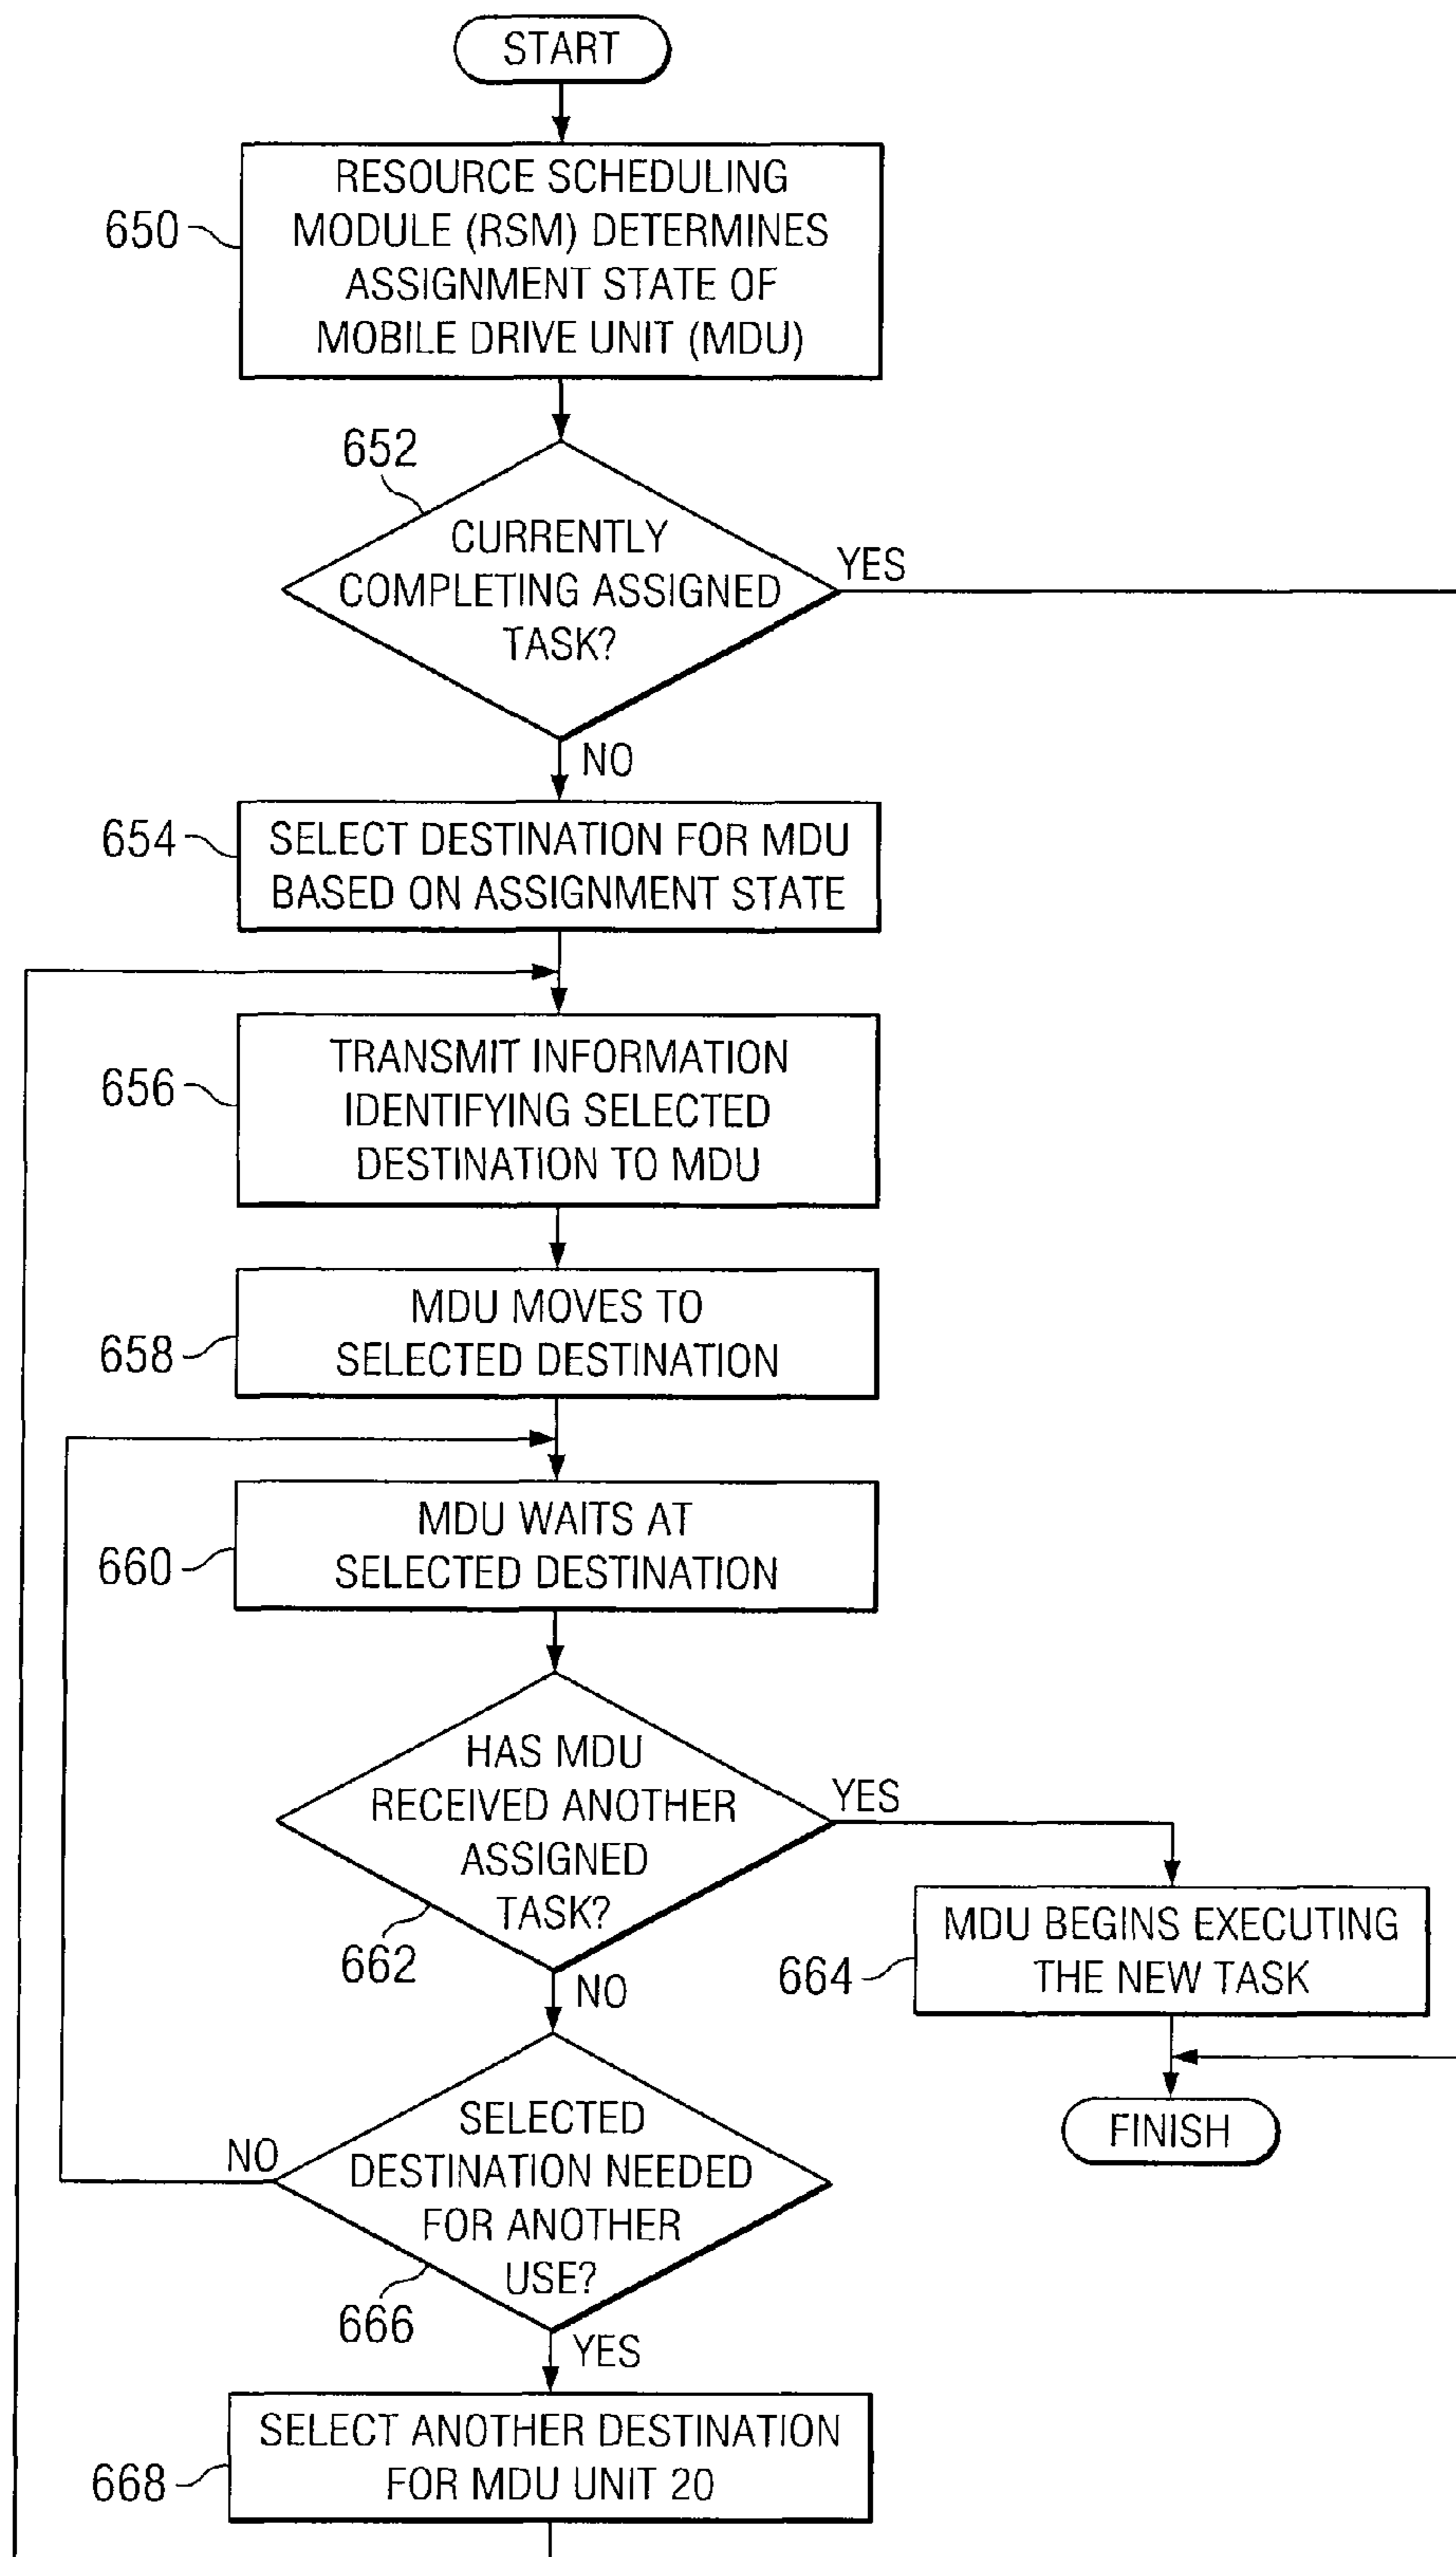 START
650
RESOURCE SCHEDULING
MODULE (RSM) DETERMINES
ASSIGNMENT STATE OF
MOBILE DRIVE UNIT (MDU)
652
CURRENTLY
COMPLETING ASSIGNED
TASK?
YES
NO
654
SELECT DESTINATION FOR MDU
BASED ON ASSIGNMENT STATE
656
TRANSMIT INFORMATION
IDENTIFYING SELECTED
DESTINATION TO MDU
658
MDU MOVES TO
SELECTED DESTINATION
660
MDU WAITS AT
SELECTED DESTINATION
HAS MDU
RECEIVED ANOTHER
ASSIGNED
TASK?
662
YES
NO
664
MDU BEGINS EXECUTING
THE NEW TASK
FINISH
SELECTED
DESTINATION NEEDED
FOR ANOTHER
USE?
666
NO
YES
668
SELECT ANOTHER DESTINATION
FOR MDU UNIT 20